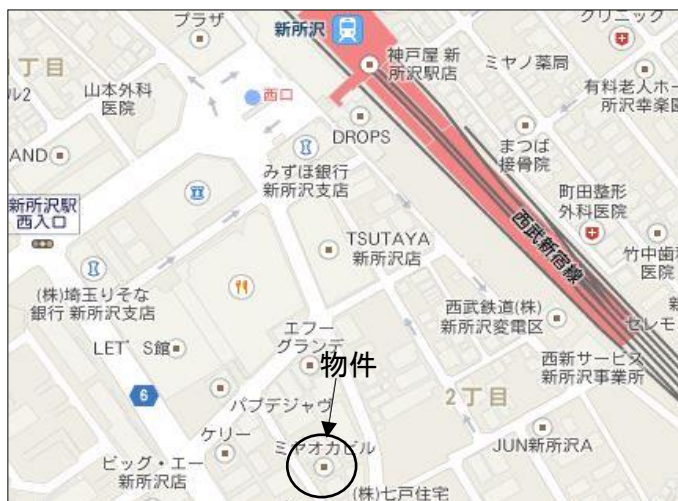 プラザ
新所沢
クリニック
1丁目
神戸屋 新
所沢駅店
ミヤノ薬局
ル2
山本外科
医院
西口
有料老人ホー
所沢幸楽園
DROPS
まつば
接骨院
AND
みずほ銀行
新所沢支店
町田整形
外科医院
新所沢駅
西入口
TSUTAYA
新所沢店
西武新宿線
竹中歯科
医院
(株)埼玉りそな
銀行 新所沢支店
西武鉄道(株)
新所沢変電区
セレモ
エフー
グランデ
LET'S館
物件
西新サービス
新所沢事業所
6
2丁目
パプデジャヴ
ケリー
ミヤオカビル
JUN新所沢A
ビッグ・エー
新所沢店
(株)七戸住宅